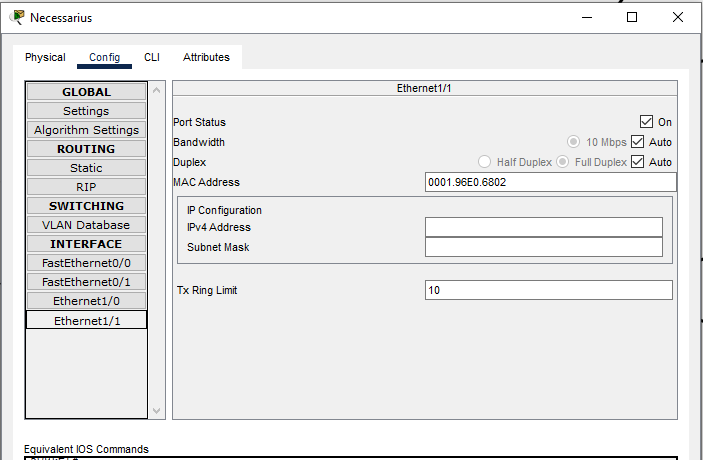 Necessarius
Physical Config CLI Attributes
GLOBAL
Settings
Algorithm Settings
ROUTING
Static
RIP
SWITCHING
VLAN Database
INTERFACE
FastEthernet0/0
FastEthernet0/1
Ethernet1/0
Ethernet1/1
Ethernet1/1
Port Status On
Bandwidth 10 Mbps Auto
Duplex Half Duplex Full Duplex Auto
MAC Address 0001.96E0.6802
IP Configuration
IPv4 Address
Subnet Mask
Tx Ring Limit 10
Equivalent IOS Commands